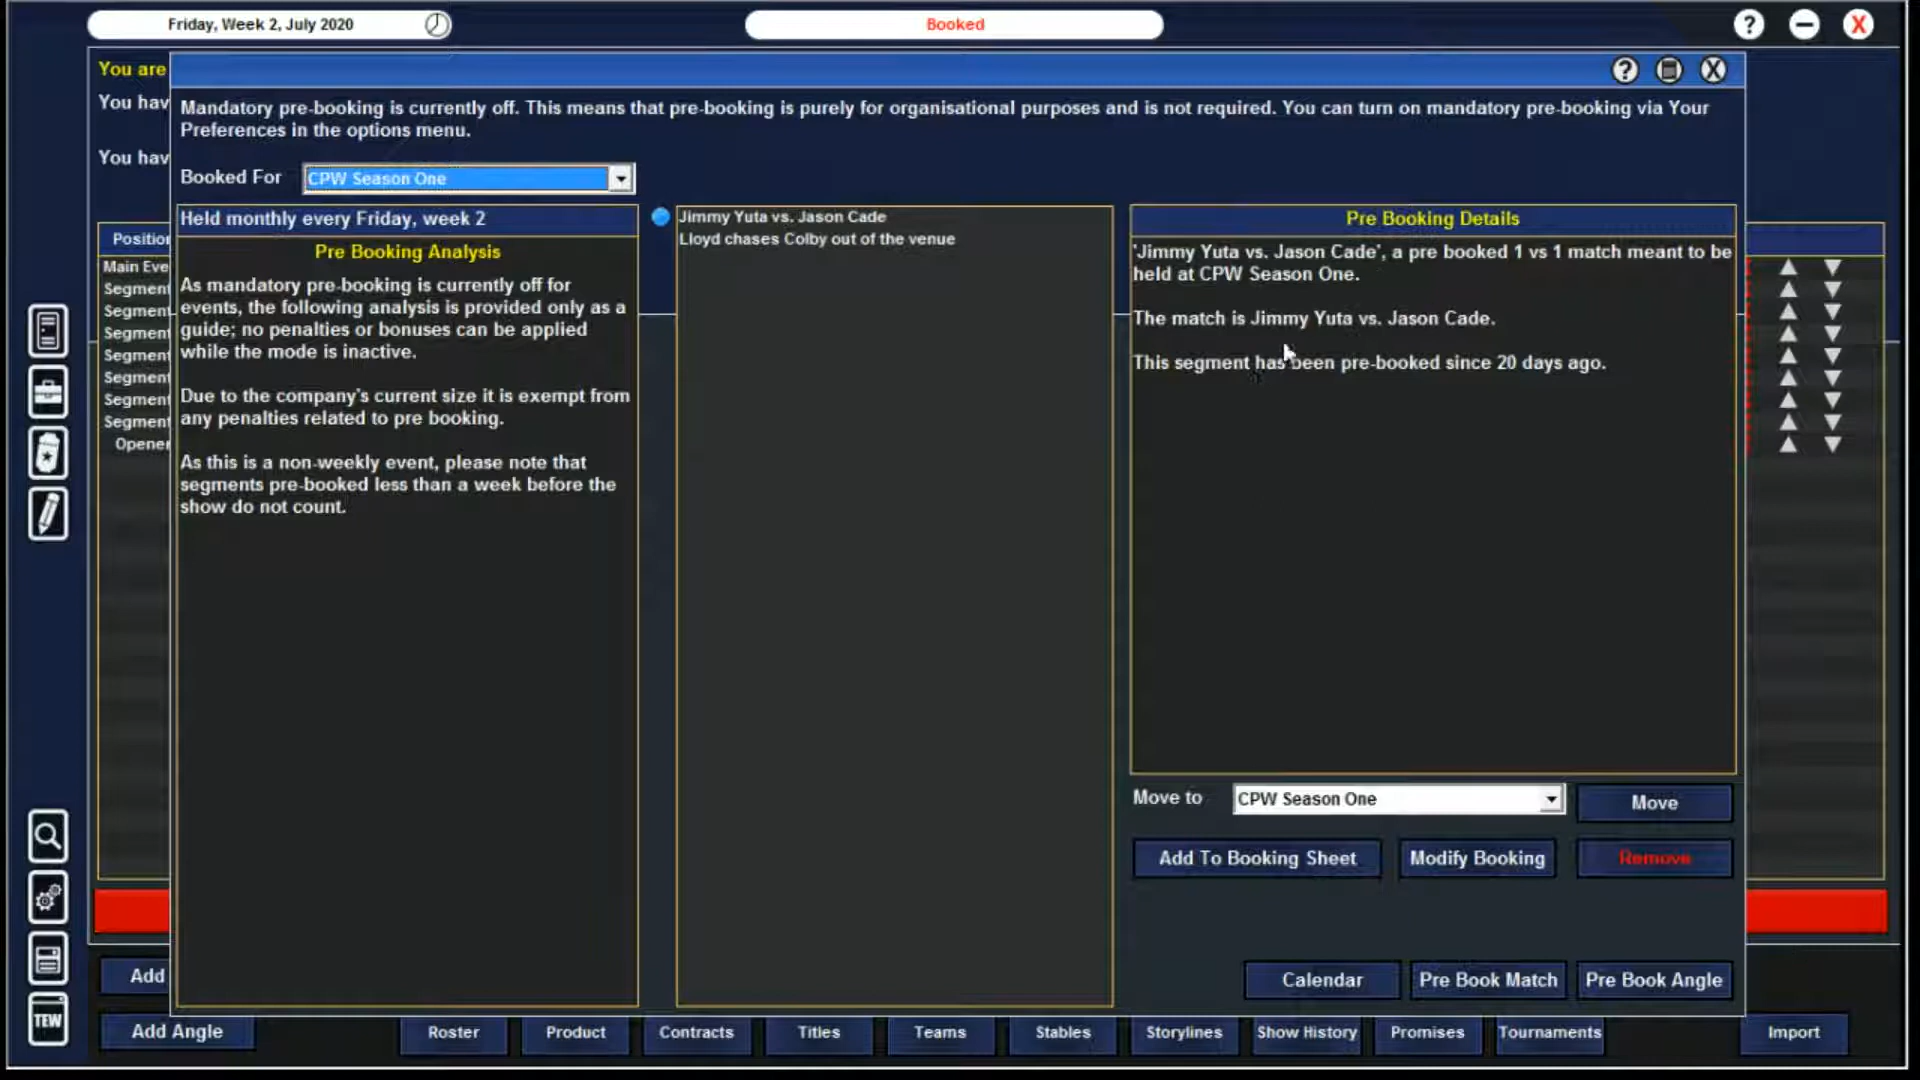 Friday, Week 2, July 2020
Booked
?
X
You are
You hav
You hav
?
X
Mandatory pre-booking is currently off. This means that pre-booking is purely for organisational purposes and is not required. You can turn on mandatory pre-booking via Your
Preferences in the options menu.
Booked For
CPW Season One
Held monthly every Friday, week 2
Pre Booking Analysis
As mandatory pre-booking is currently off for
events, the following analysis is provided only as a
guide; no penalties or bonuses can be applied
while the mode is inactive.
Due to the company's current size it is exempt from
any penalties related to pre booking.
As this is a non-weekly event, please note that
segments pre-booked less than a week before the
show do not count.
Jimmy Yuta vs. Jason Cade
Lloyd chases Colby out of the venue
Pre Booking Details
'Jimmy Yuta vs. Jason Cade', a pre booked 1 vs 1 match meant to be
held at CPW Season One.
The match is Jimmy Yuta vs. Jason Cade.
This segment has been pre-booked since 20 days ago.
Position
Main Eve
Segment
Segment
Segment
Segment
Segment
Segment
Segment
Opener
Move to
CPW Season One
Move
Add To Booking Sheet
Modify Booking
Remove
Calendar
Pre Book Match
Pre Book Angle
Add
Add Angle
Roster
Product
Contracts
Titles
Teams
Stables
Storylines
Show History
Promises
Tournaments
Import
TEW